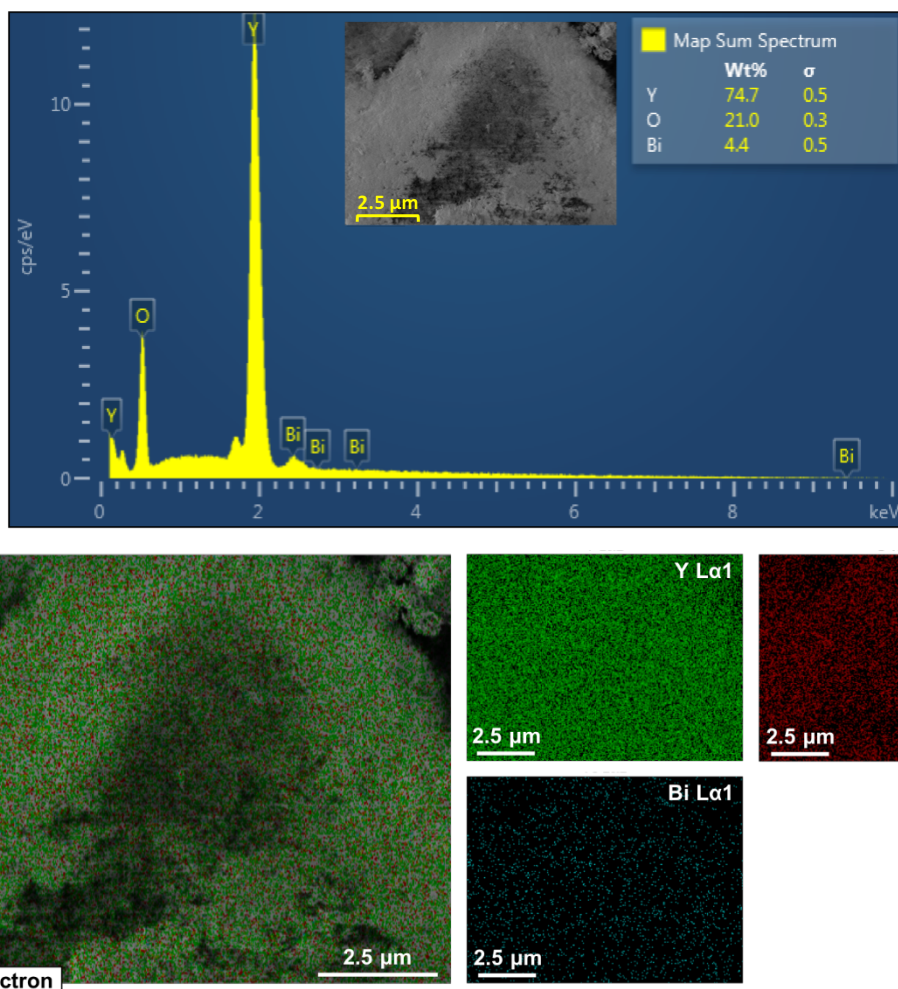 Y
Map Sum Spectrum
Wt% σ
Y 74.7 0.5
O 21.0 0.3
Bi 4.4 0.5
10
2.5 µm
cps/eV
5
O
Y
Bi
Bi
Bi
Bi
0
0 2 4 6 8 keV
Y Lα1
2.5 µm
2.5 µm
Bi Lα1
2.5 µm
2.5 µm
ctron